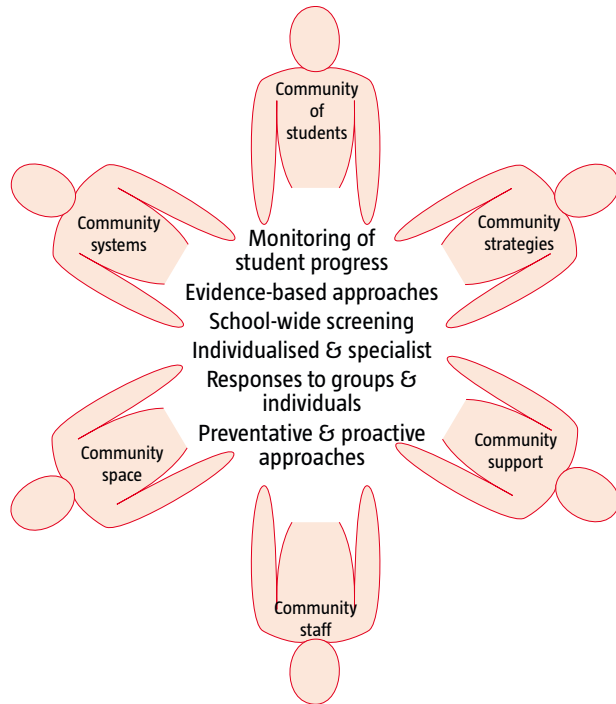 Community
of
students
Community
systems
Community
strategies
Monitoring of
student progress
Evidence-based approaches
School-wide screening
Individualised & specialist
Responses to groups &
individuals
Preventative & proactive
approaches
Community
space
Community
support
Community
staff